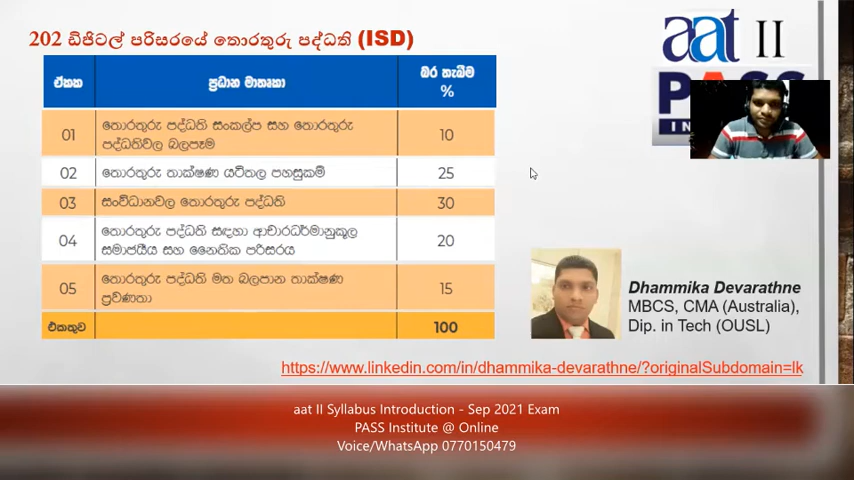 202 ඩිජිටල් පරිසරයේ තොරතුරු පද්ධති (ISD)
aat II
PASS
IN
ඒකක ප්‍රධාන මාතෘකා බර තැබීම %
01 තොරතුරු පද්ධති සංකල්ප සහ තොරතුරු
පද්ධතිවල බලපෑම 10
02 තොරතුරු තාක්ෂණ යටිතල පහසුකම් 25
03 සංවිධානවල තොරතුරු පද්ධති 30
04 තොරතුරු පද්ධති සඳහා ආචාරධර්මානුකූල
සමාජයීය සහ නෛතික පරිසරය 20
05 තොරතුරු පද්ධති මත බලපාන තාක්ෂණ
ප්‍රවණතා 15
එකතුව 100
Dhammika Devarathne
MBCS, CMA (Australia),
Dip. in Tech (OUSL)
https://www.linkedin.com/in/dhammika-devarathne/?originalSubdomain=lk
aat II Syllabus Introduction - Sep 2021 Exam
PASS Institute @ Online
Voice/WhatsApp 0770150479